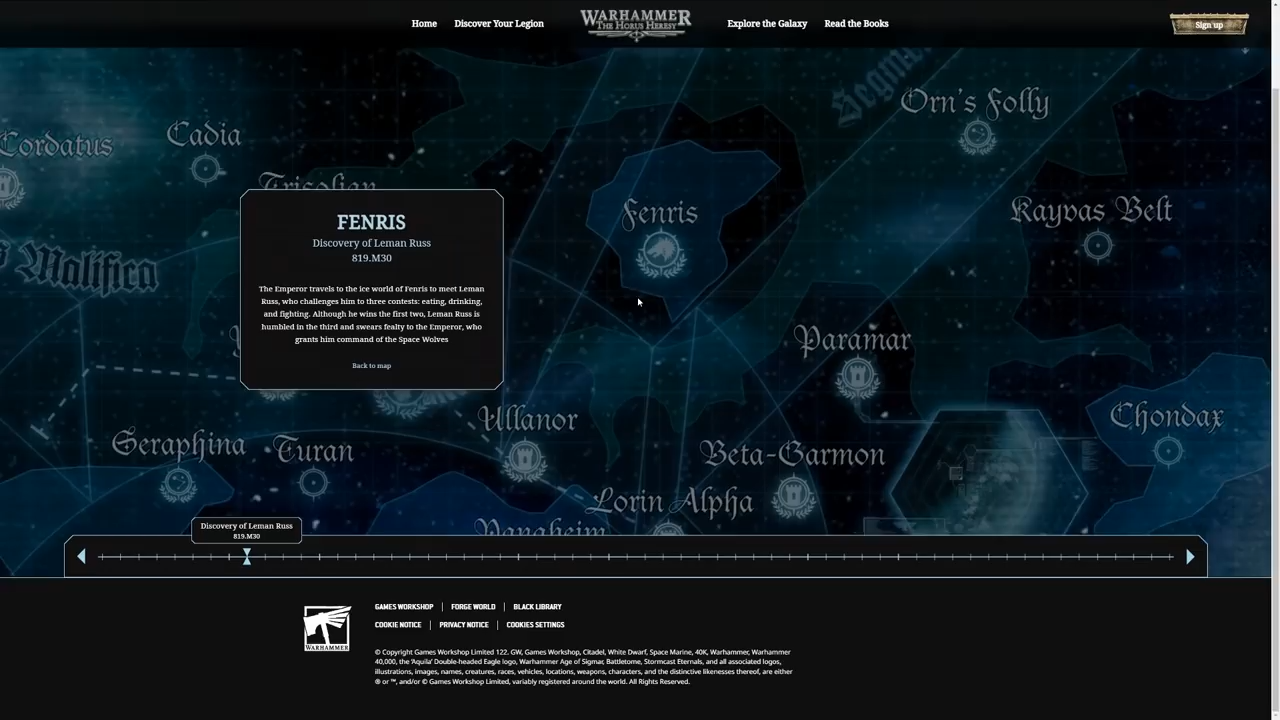 Home
Discover Your Legion
WARHAMMER
THE HORUS HERESY
Explore the Galaxy
Read the Books
Sign up
Orn's Folly
Cordatus
Cadia
Trisolian
Kayvas Belt
Fenris
Malifica
FENRIS
Discovery of Leman Russ
819.M30
The Emperor travels to the ice world of Fenris to meet Leman
Russ, who challenges him to three contests: eating, drinking,
and fighting. Although he wins the first two, Leman Russ is
humbled in the third and swears fealty to the Emperor, who
grants him command of the Space Wolves
Back to map
Paramar
Ullanor
Chondax
Seraphina
Turan
Beta-Garmon
Lorin Alpha
Discovery of Leman Russ
819.M30
WARHAMMER
GAMES WORKSHOP
FORGE WORLD
BLACK LIBRARY
COOKIE NOTICE
PRIVACY NOTICE
COOKIES SETTINGS
© Copyright Games Workshop Limited 122. GW, Games Workshop, Citadel, White Dwarf, Space Marine, 40K, Warhammer, Warhammer
40,000, the 'Aquila' Double-headed Eagle logo, Warhammer Age of Sigmar, Battletome, Stormcast Eternals, and all associated logos,
illustrations, images, names, creatures, races, vehicles, locations, weapons, characters, and the distinctive likenesses thereof, are either
® or ™, and/or © Games Workshop Limited, variably registered around the world. All Rights Reserved.